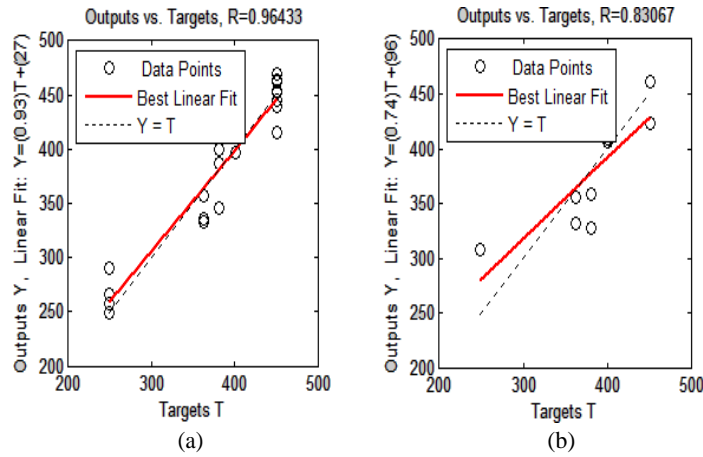 Outputs vs. Targets, R=0.96433
Outputs Y, Linear Fit: Y=(0.93)T+(27)
500
450
400
350
300
250
200
Data Points
Best Linear Fit
Y = T
200 300 400 500
Targets T
(a)
Outputs vs. Targets, R=0.83067
Outputs Y, Linear Fit: Y=(0.74)T+(96)
500
450
400
350
300
250
200
Data Points
Best Linear Fit
Y = T
200 300 400 500
Targets T
(b)